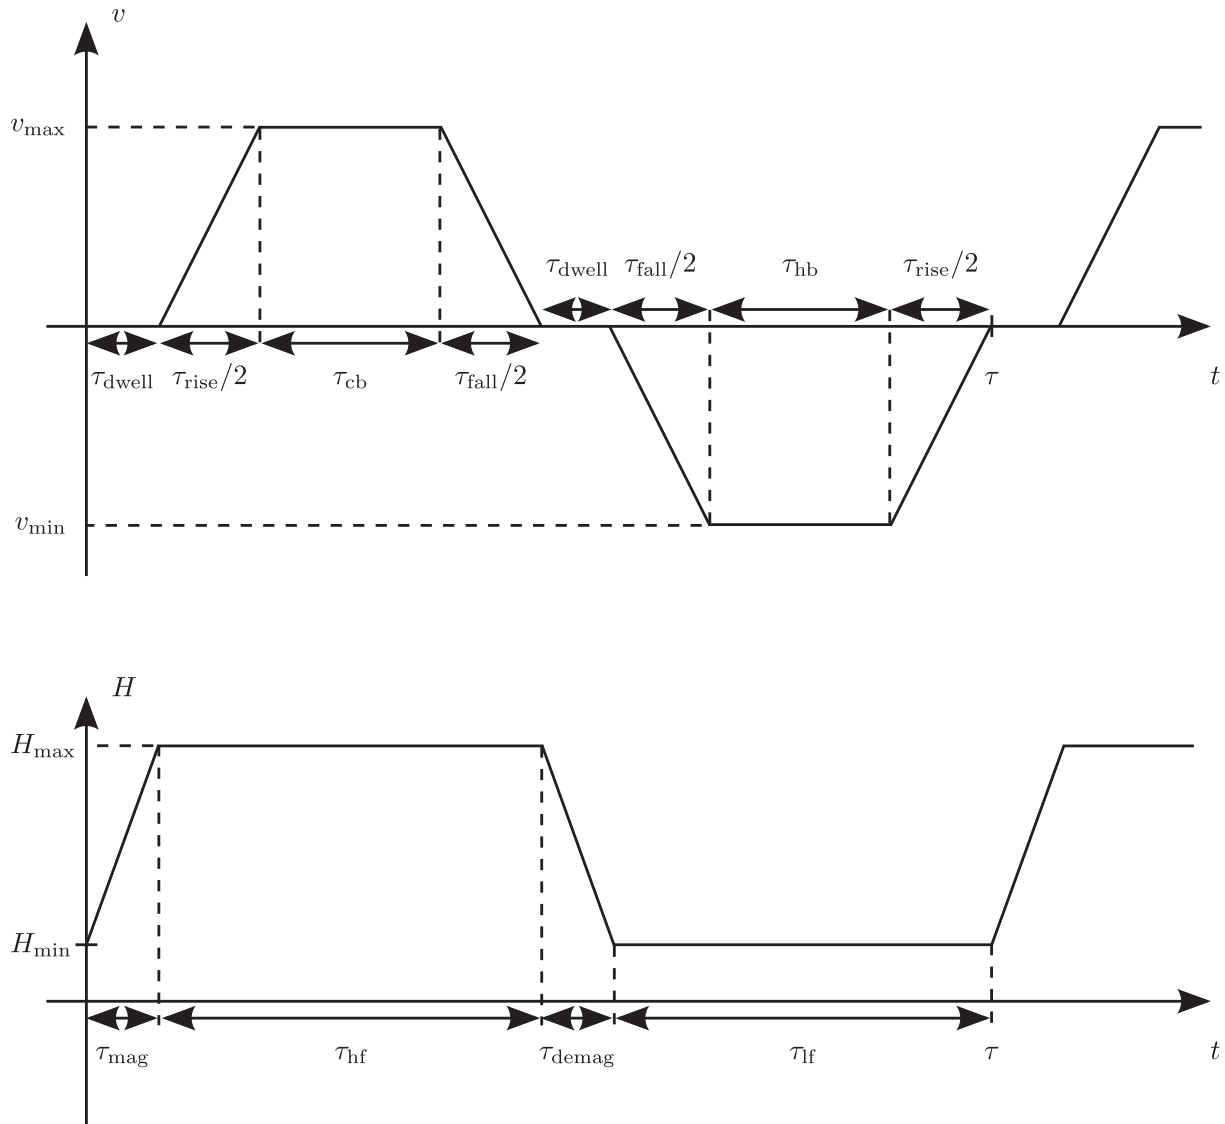 v
v_max
τ_dwell τ_fall/2 τ_hb τ_rise/2
τ_dwell τ_rise/2 τ_cb τ_fall/2 τ t
v_min
H
H_max
H_min
τ_mag τ_hf τ_demag τ_lf τ t